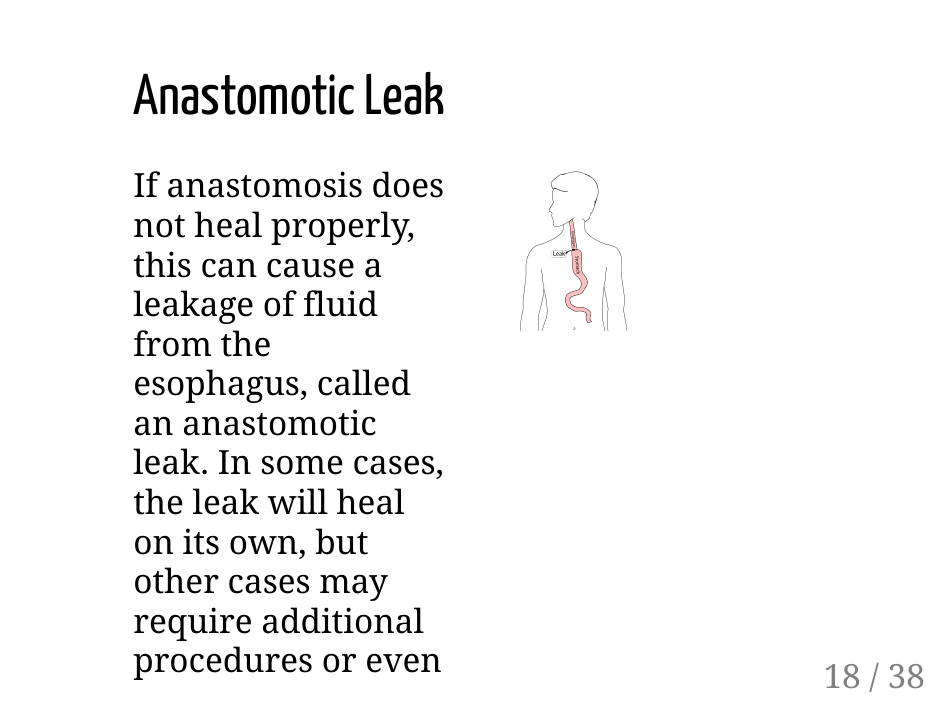 Anastomotic Leak
If anastomosis does
not heal properly,
this can cause a
leakage of fluid
from the
esophagus, called
an anastomotic
leak. In some cases,
the leak will heal
on its own, but
other cases may
require additional
procedures or even
Leak
Stomach
18 / 38